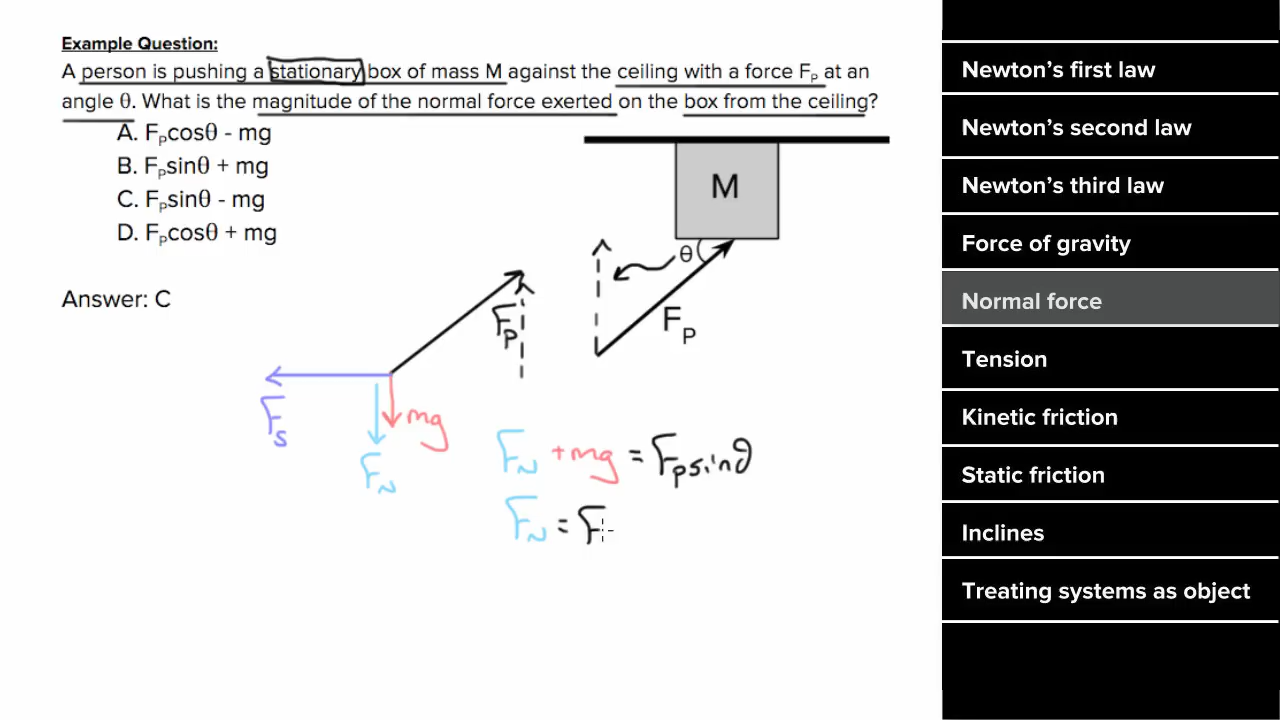 Example Question:
A person is pushing a stationary box of mass M against the ceiling with a force Fₚ at an
angle θ. What is the magnitude of the normal force exerted on the box from the ceiling?
A. Fₚcosθ - mg
B. Fₚsinθ + mg
C. Fₚsinθ - mg
D. Fₚcosθ + mg
Answer: C
M
θ
Fₚ
Fₚ
Fₛ
mg
F_N
F_N + mg = Fₚsinθ
F_N = F
Newton's first law
Newton's second law
Newton's third law
Force of gravity
Normal force
Tension
Kinetic friction
Static friction
Inclines
Treating systems as object